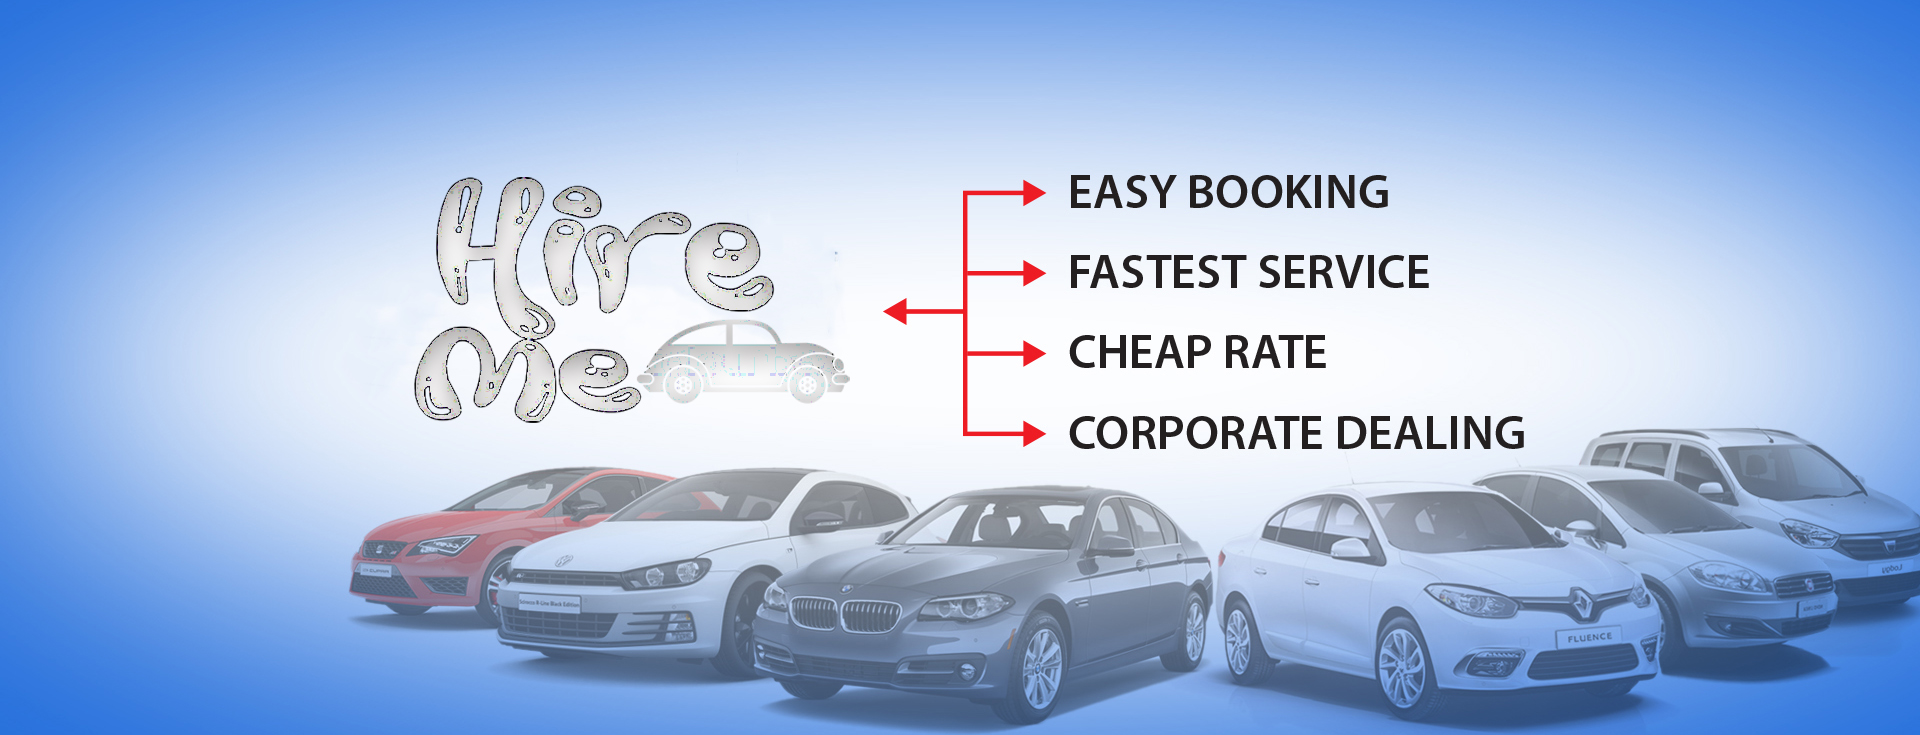 Hire
Me
EASY BOOKING
FASTEST SERVICE
CHEAP RATE
CORPORATE DEALING
FLUENCE